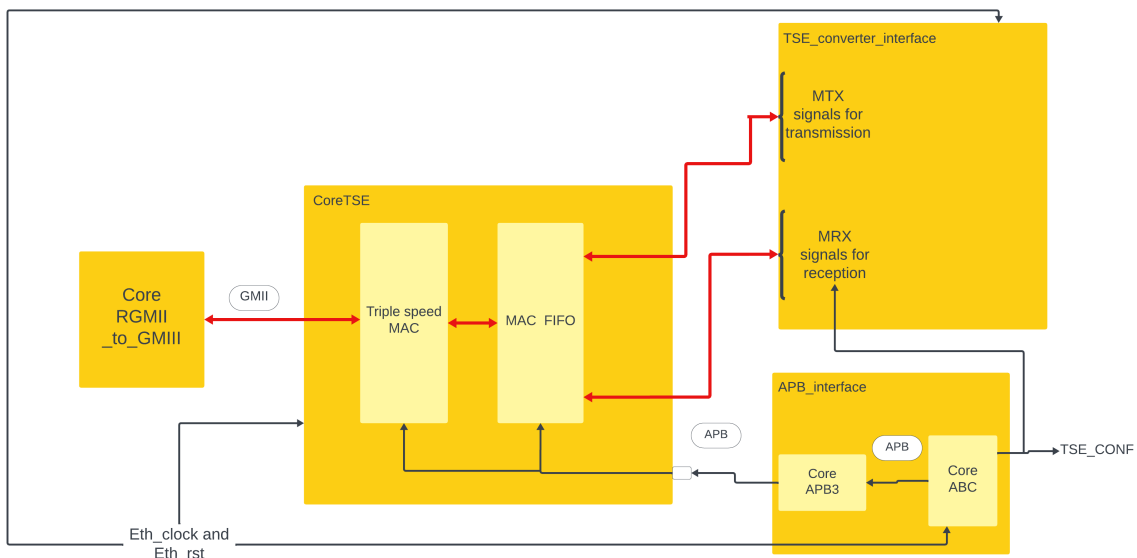 TSE_converter_interface
MTX
signals for
transmission
MRX
signals for
reception
CoreTSE
Triple speed
MAC
MAC FIFO
GMII
Core
RGMII
_to_GMIII
APB_interface
APB
APB
Core
APB3
Core
ABC
TSE_CONF
Eth_clock and
Eth_rst